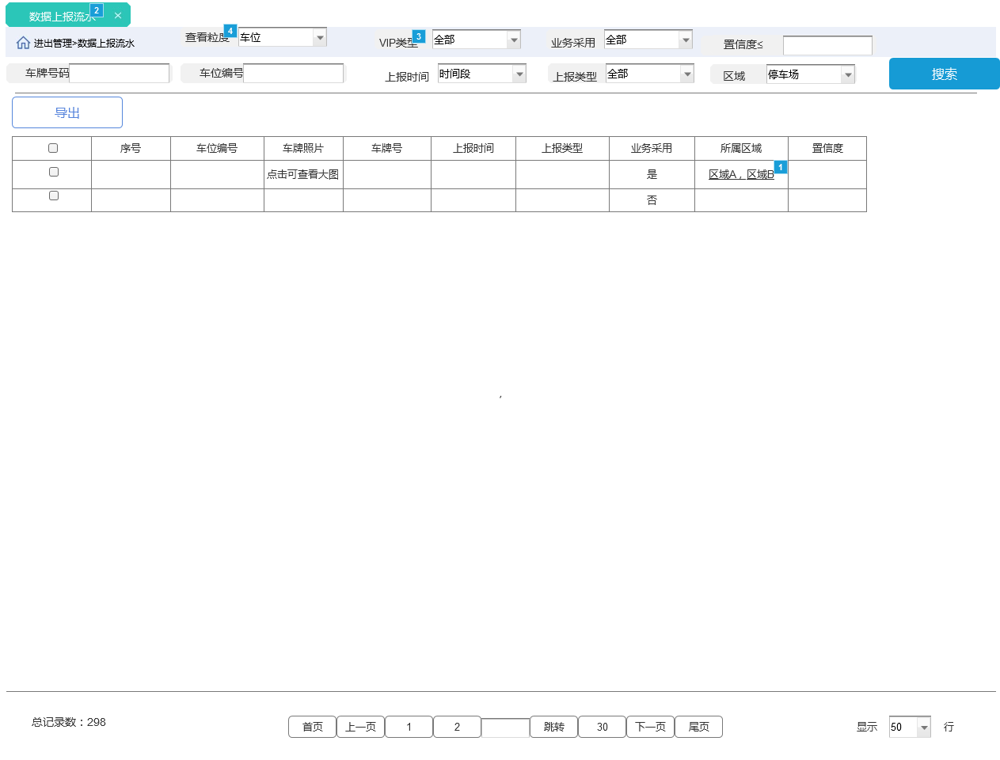 数据上报流水 2 ×
进出管理>数据上报流水 查看粒度 4 车位 VIP类型 3 全部 业务采用 全部 置信度≤
车牌号码 车位编号 上报时间 时间段 上报类型 全部 区域 停车场 搜索
导出
序号 车位编号 车牌照片 车牌号 上报时间 上报类型 业务采用 所属区域 置信度
点击可查看大图 是 区域A，区域B 1
否
,
总记录数：298 首页 上一页 1 2 跳转 30 下一页 尾页 显示 50 行